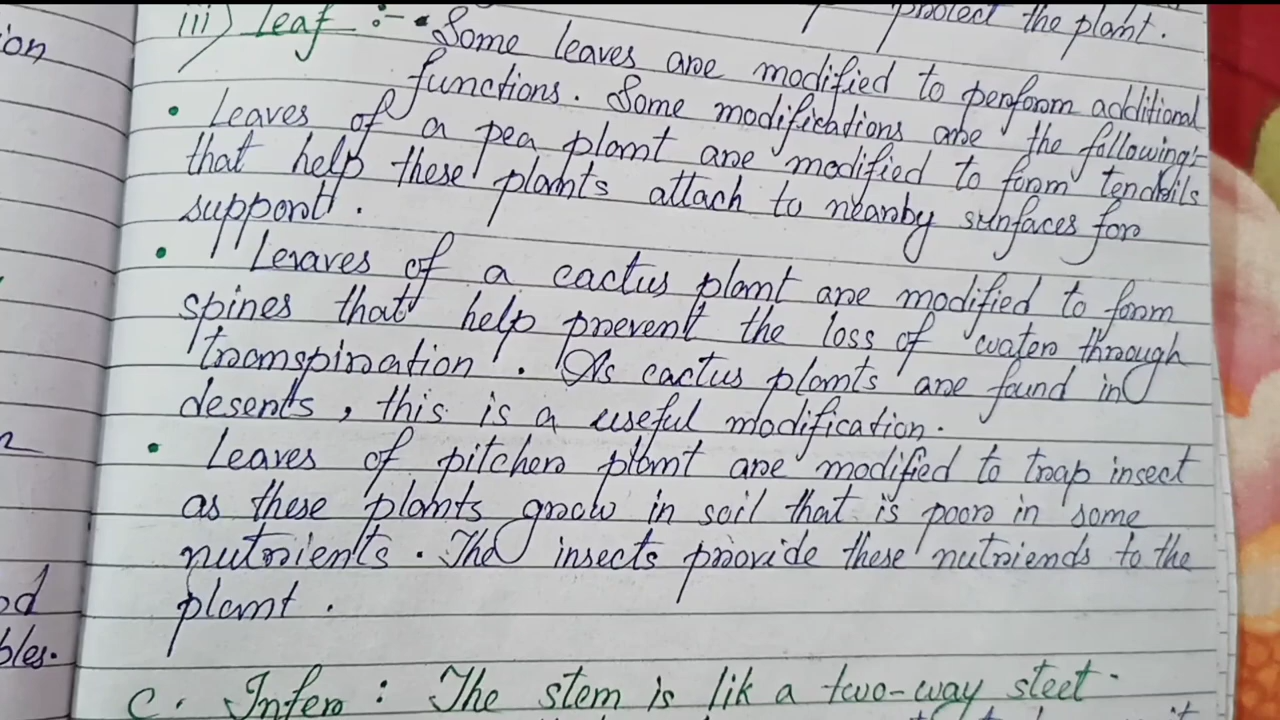 ion
protect the plant.
iii) Leaf :- • Some leaves are modified to perform additional
functions. Some modifications are the following:-
• Leaves of a pea plant are modified to form tendrils
that help these plants attach to nearby surfaces for
support.
• Leaves of a cactus plant are modified to form
spines that help prevent the loss of water through
transpiration. As cactus plants are found in
deserts, this is a useful modification.
• Leaves of pitcher plant are modified to trap insect
as these plants grow in soil that is poor in some
nutrients. The insects provide these nutriends to the
plant.
bles.
C. Infer: The stem is lik a two-way steet.